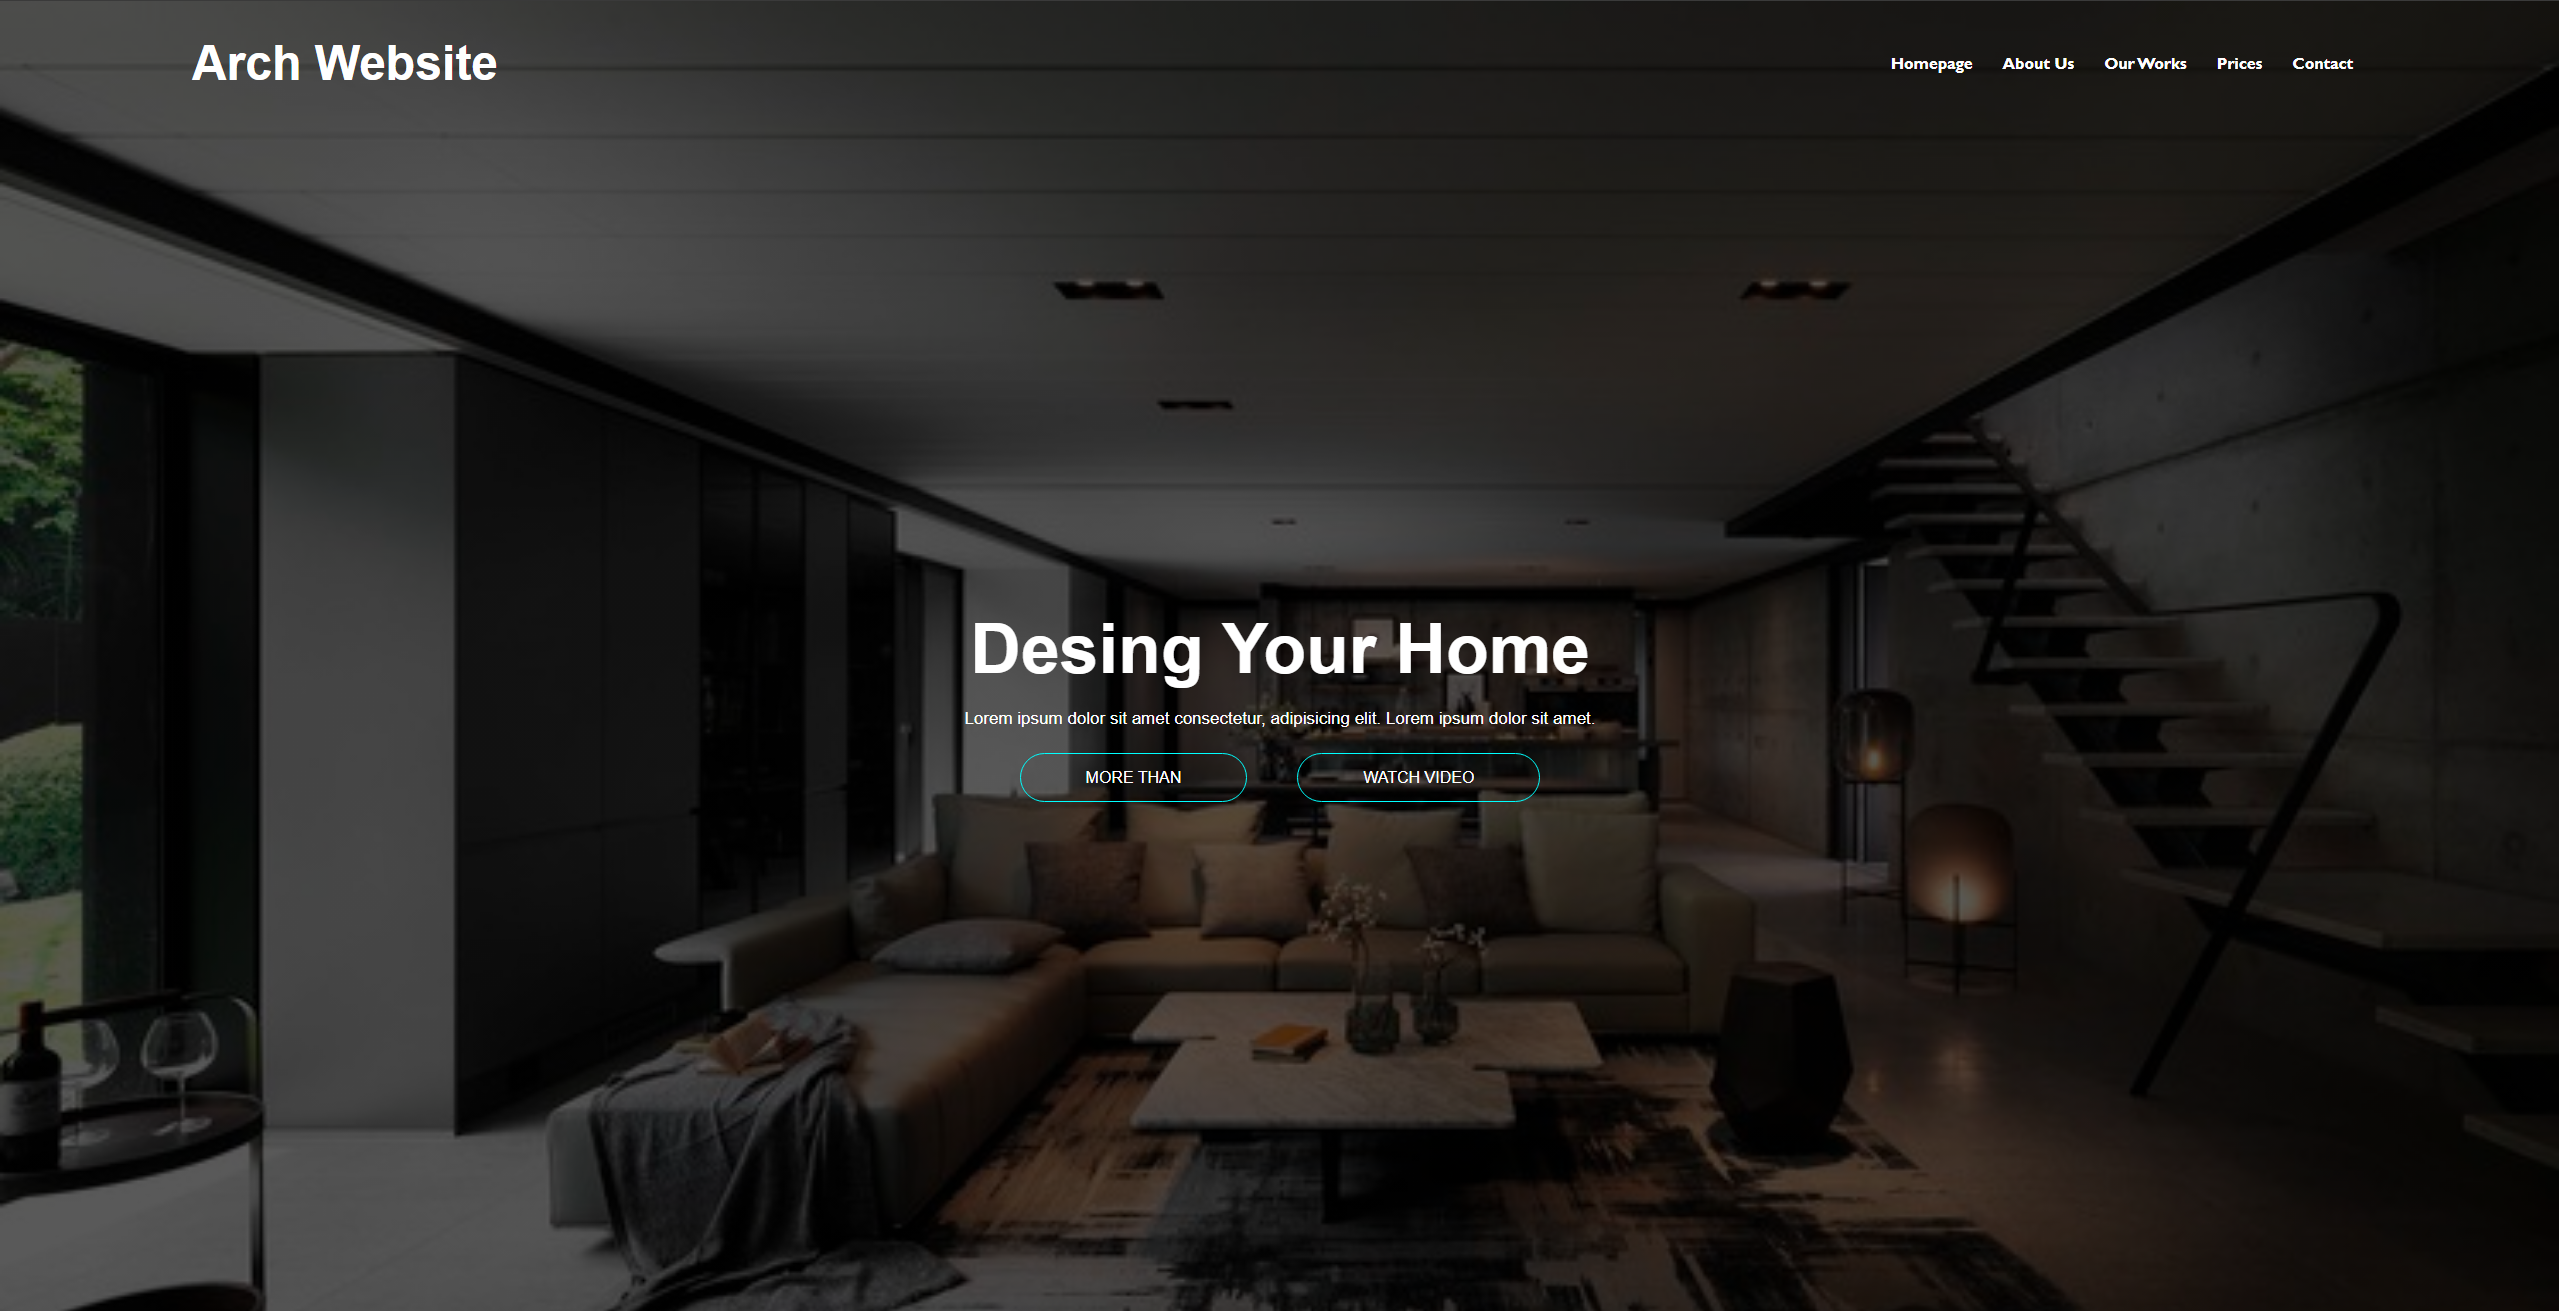 Arch Website
Homepage About Us Our Works Prices Contact
Desing Your Home
Lorem ipsum dolor sit amet consectetur, adipisicing elit. Lorem ipsum dolor sit amet.
MORE THAN WATCH VIDEO